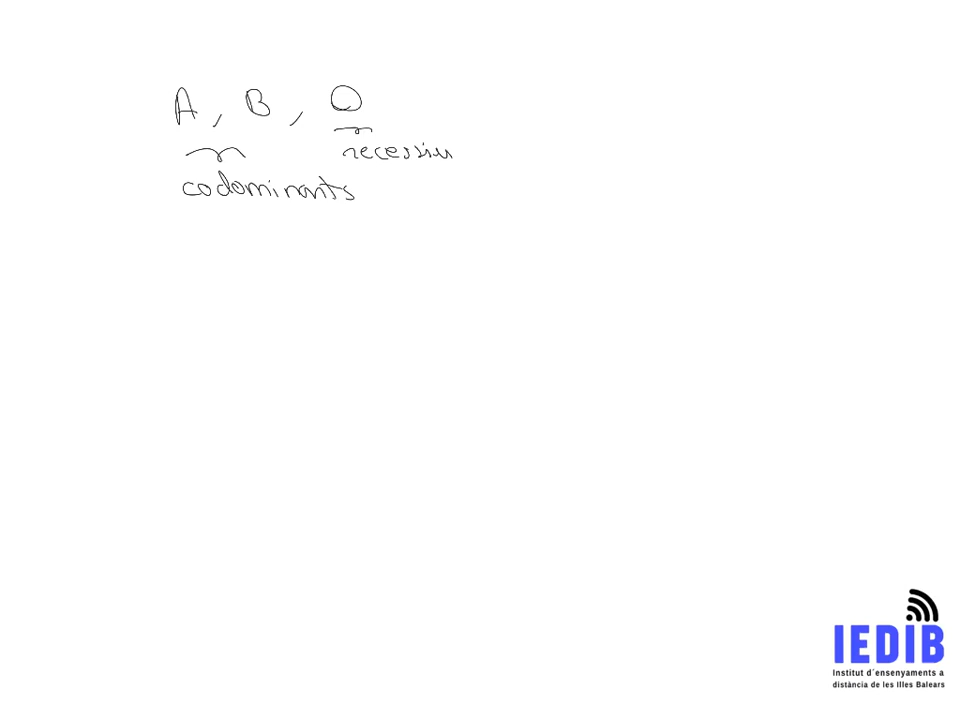 A, B, O
recessiu
codominants
IEDIB
Institut d´ensenyaments a
distància de les Illes Balears